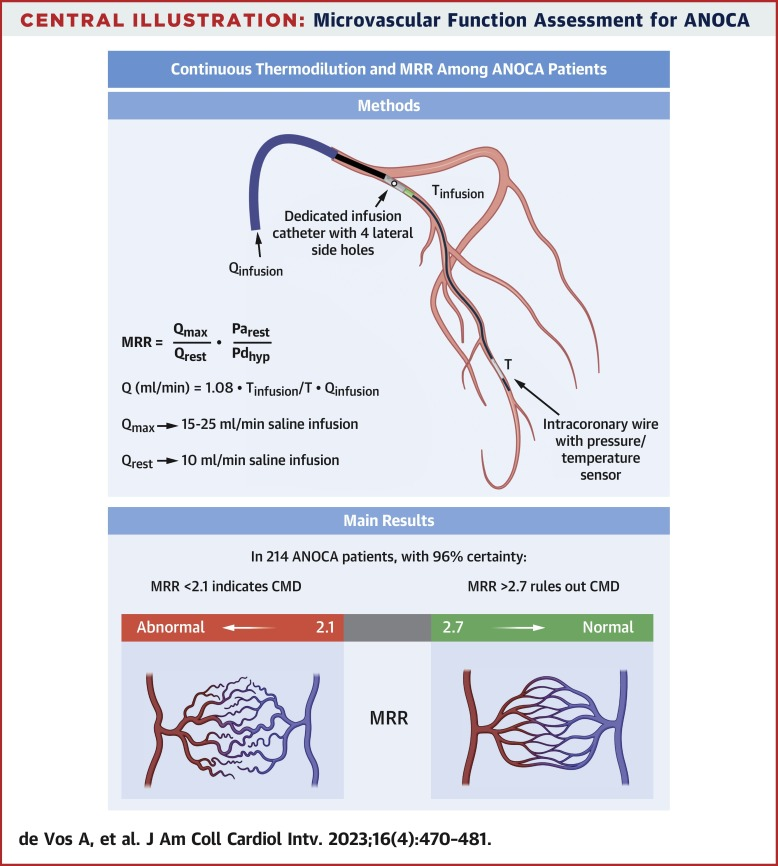 CENTRAL ILLUSTRATION: Microvascular Function Assessment for ANOCA
Continuous Thermodilution and MRR Among ANOCA Patients
Methods
Tinfusion
Dedicated infusion
catheter with 4 lateral
side holes
Qinfusion
MRR = Qmax/Qrest • Parest/Pdhyp
Q (ml/min) = 1.08 • Tinfusion/T • Qinfusion
Qmax → 15-25 ml/min saline infusion
Qrest → 10 ml/min saline infusion
T
Intracoronary wire
with pressure/
temperature
sensor
Main Results
In 214 ANOCA patients, with 96% certainty:
MRR <2.1 indicates CMD
MRR >2.7 rules out CMD
Abnormal ← 2.1
2.7 → Normal
MRR
de Vos A, et al. J Am Coll Cardiol Intv. 2023;16(4):470–481.